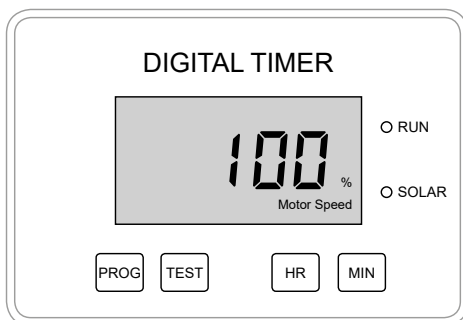 DIGITAL TIMER
100 %
Motor Speed
RUN
SOLAR
PROG TEST HR MIN